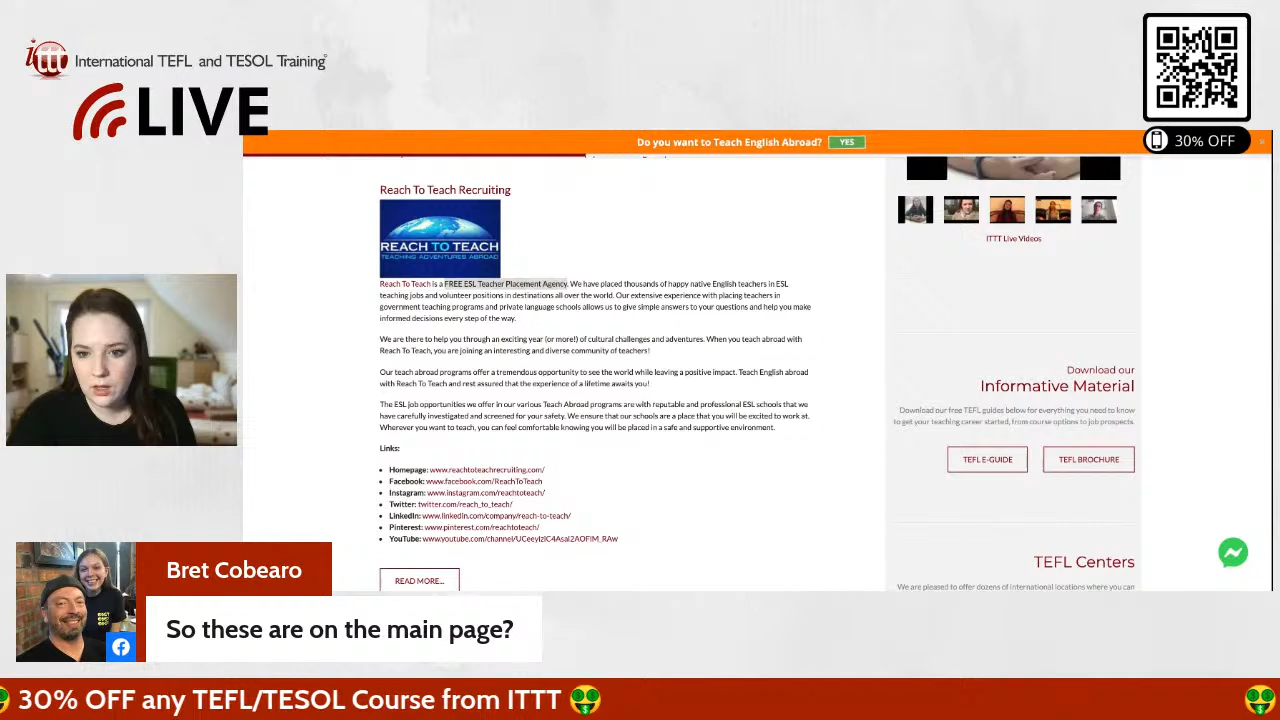 ittt International TEFL and TESOL Training
LIVE
30% OFF
Do you want to Teach English Abroad? YES
Reach To Teach Recruiting
REACH TO TEACH
TEACHING ADVENTURES ABROAD
Reach To Teach is a FREE ESL Teacher Placement Agency. We have placed thousands of happy native English teachers in ESL
teaching jobs and volunteer positions in destinations all over the world. Our extensive experience with placing teachers in
government teaching programs and private language schools allows us to give simple answers to your questions and help you make
informed decisions every step of the way.
We are there to help you through an exciting year (or more!) of cultural challenges and adventures. When you teach abroad with
Reach To Teach, you are joining an interesting and diverse community of teachers!
Our teach abroad programs offer a tremendous opportunity to see the world while leaving a positive impact. Teach English abroad
with Reach To Teach and rest assured that the experience of a lifetime awaits you!
The ESL job opportunities we offer in our various Teach Abroad programs are with reputable and professional ESL schools that we
have carefully investigated and screened for your safety. We ensure that our schools are a place that you will be excited to work at.
Wherever you want to teach, you can feel comfortable knowing you will be placed in a safe and supportive environment.
Links:
Homepage: www.reachtoteachrecruiting.com/
Facebook: www.facebook.com/ReachToTeach
Instagram: www.instagram.com/reachtoteach/
Twitter: twitter.com/reach_to_teach/
LinkedIn: www.linkedin.com/company/reach-to-teach/
Pinterest: www.pinterest.com/reachtoteach/
YouTube: www.youtube.com/channel/
READ MORE...
ITTT Live Videos
Download our
Informative Material
Download our free TEFL guides below for everything you need to know
to get your teaching career started, from course options to job prospects.
TEFL E-GUIDE
TEFL BROCHURE
TEFL Centers
We are pleased to offer dozens of international locations where you can
Bret Cobearo
So these are on the main page?
30% OFF any TEFL/TESOL Course from ITTT